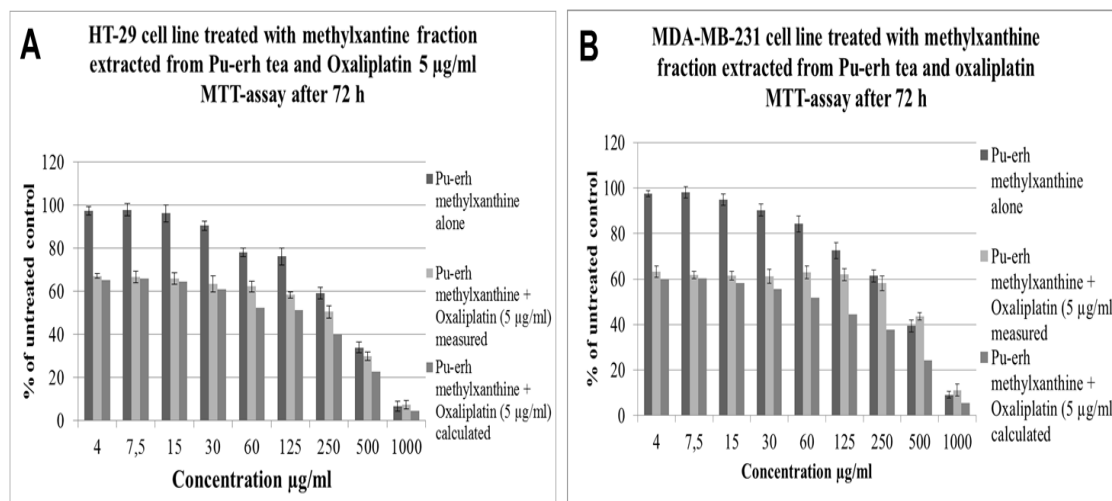 A
HT-29 cell line treated with methylxantine fraction
extracted from Pu-erh tea and Oxaliplatin 5 µg/ml
MTT-assay after 72 h
% of untreated control
120
100
80
60
40
20
0
4 7,5 15 30 60 125 250 500 1000
Concentration µg/ml
Pu-erh
methylxanthine
alone
Pu-erh
methylxanthine +
Oxaliplatin (5 µg/ml)
measured
Pu-erh
methylxanthine +
Oxaliplatin (5 µg/ml)
calculated
B
MDA-MB-231 cell line treated with methylxanthine
fraction extracted from Pu-erh tea and oxaliplatin
MTT-assay after 72 h
% of untreated control
120
100
80
60
40
20
0
4 7,5 15 30 60 125 250 500 1000
Concentration µg/ml
Pu-erh
methylxanthine
alone
Pu-erh
methylxanthine +
Oxaliplatin (5 µg/ml)
measured
Pu-erh
methylxanthine +
Oxaliplatin (5 µg/ml)
calculated